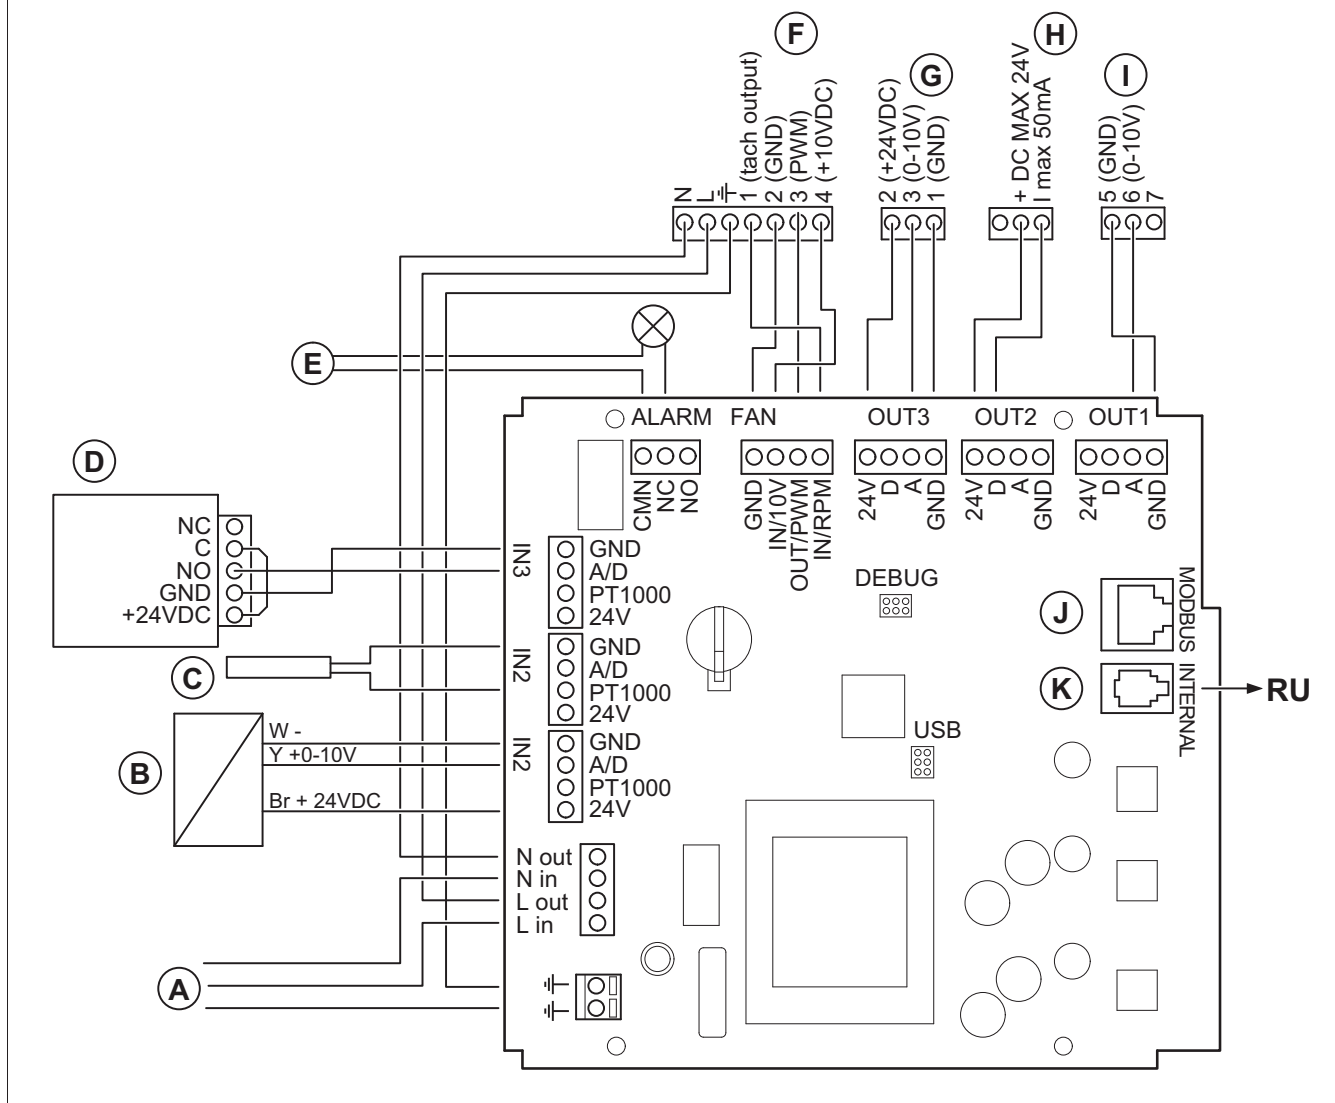 F
H
G
I
N
L
1 (tach output)
2 (GND)
3 (PWM)
4 (+10VDC)
2 (+24VDC)
3 (0-10V)
1 (GND)
+ DC MAX 24V
I max 50mA
5 (GND)
6 (0-10V)
7
E
ALARM
FAN
OUT3
OUT2
OUT1
CMN
NC
NO
GND
IN/10V
OUT/PWM
IN/RPM
24V
D
A
GND
24V
D
A
GND
24V
D
A
GND
D
NC
C
NO
GND
+24VDC
IN3
GND
A/D
PT1000
24V
DEBUG
J
MODBUS
C
IN2
GND
A/D
PT1000
24V
K
INTERNAL
RU
USB
B
W -
Y +0-10V
Br + 24VDC
IN2
GND
A/D
PT1000
24V
N out
N in
L out
L in
A